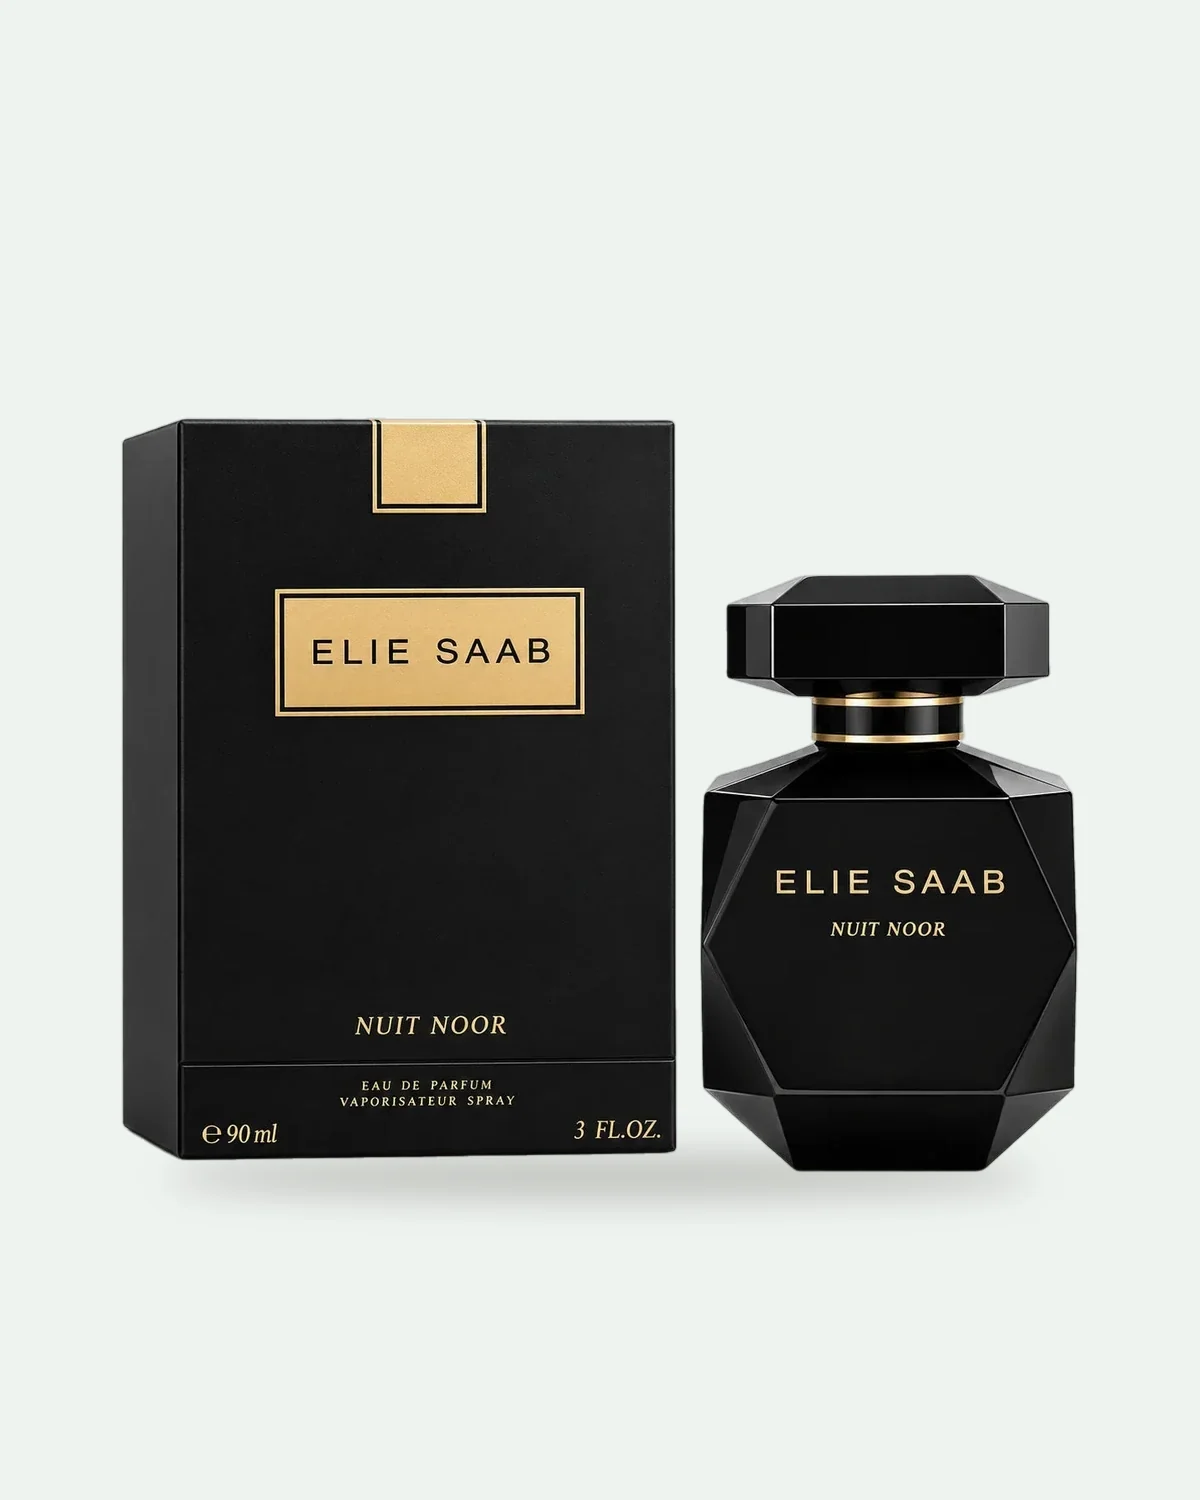 ELIE SAAB
NUIT NOOR
EAU DE PARFUM
VAPORISATEUR SPRAY
℮ 90 ml
3 FL.OZ.
ELIE SAAB
NUIT NOOR